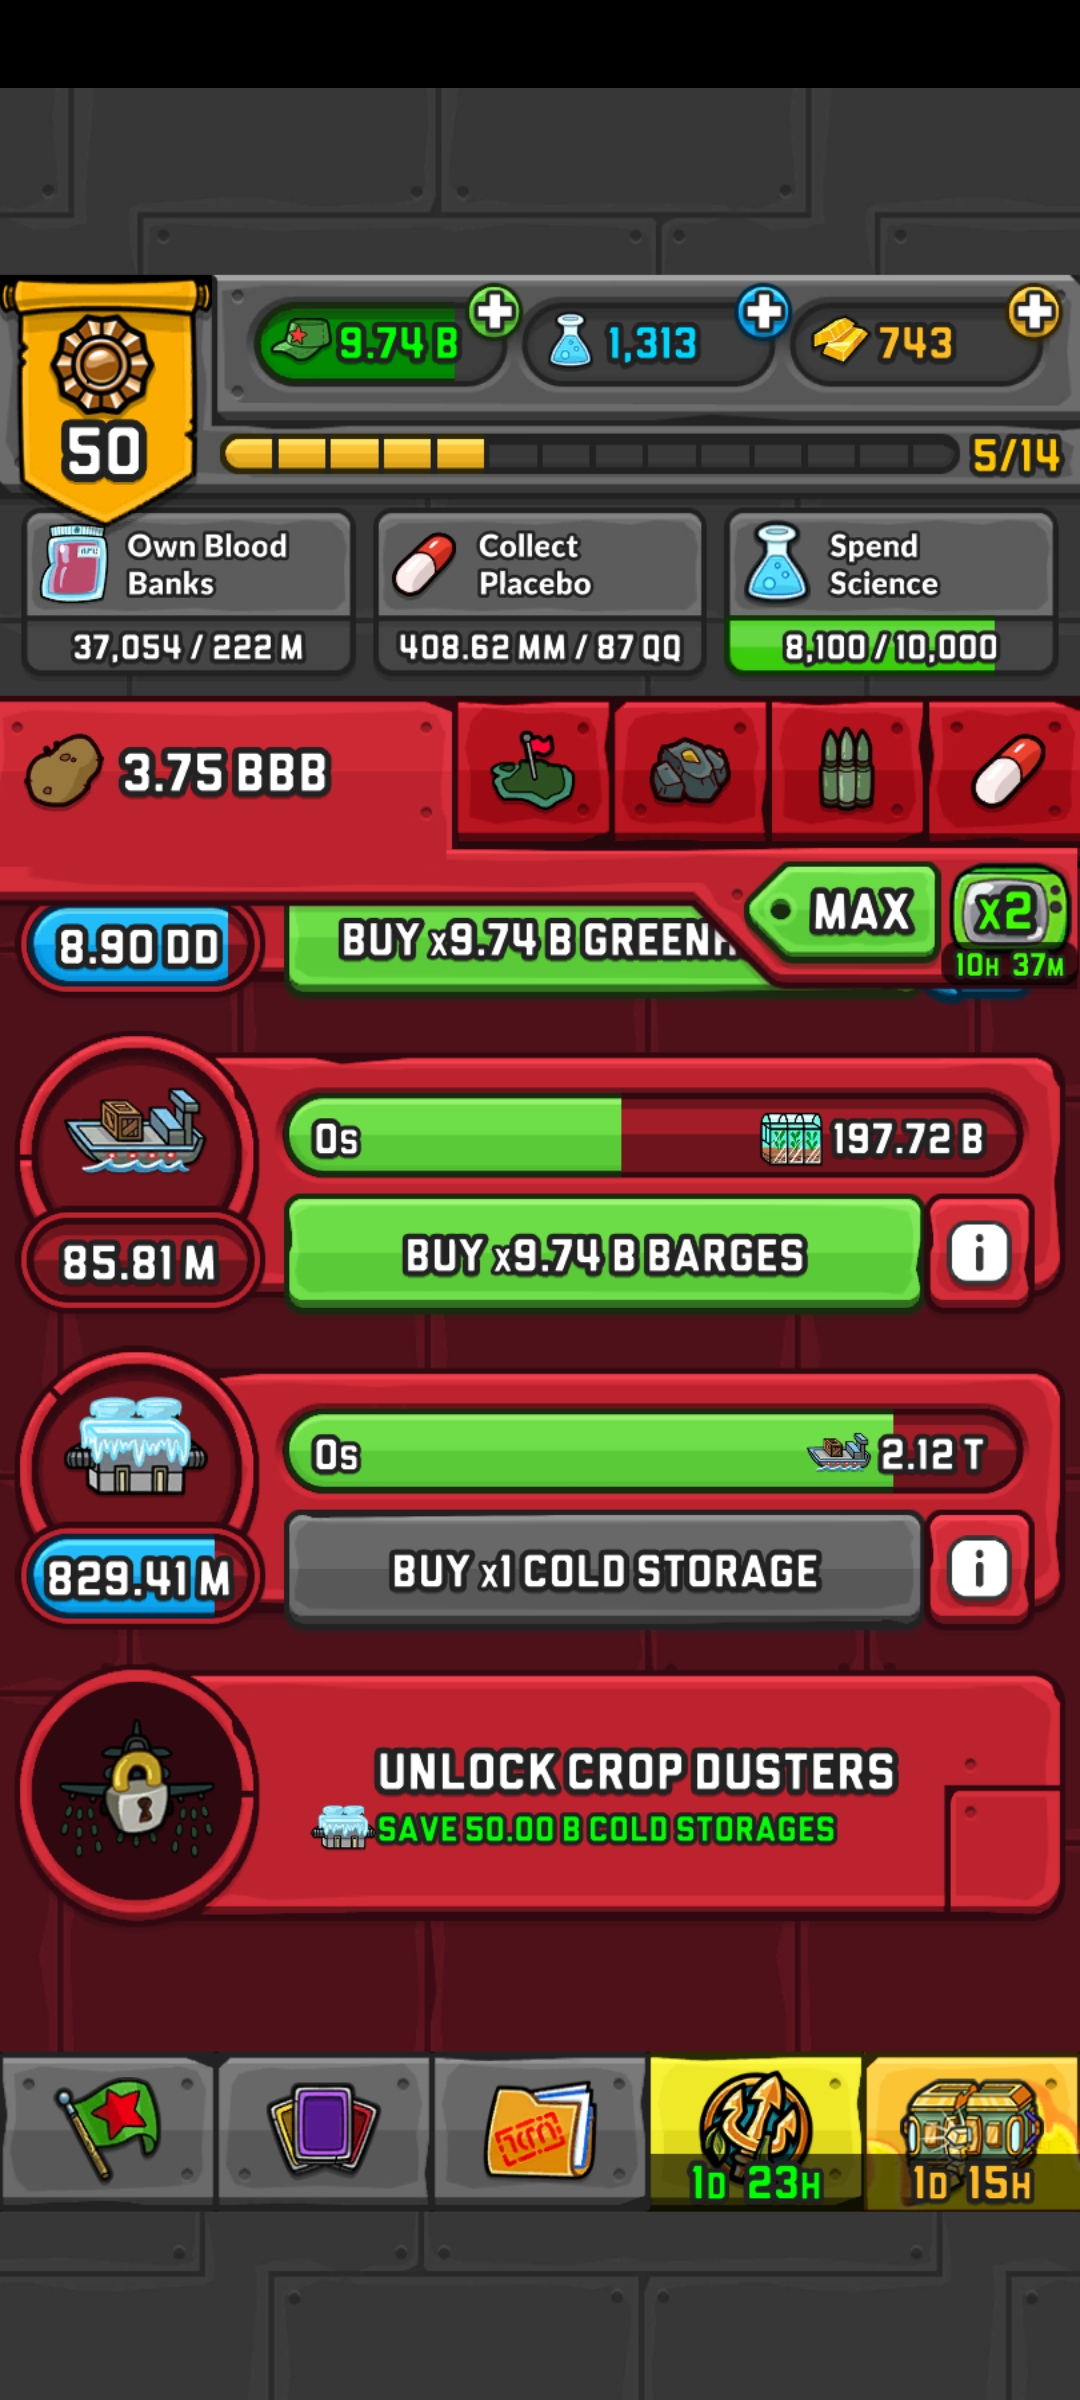 9.74 B
1,313
743
50
5/14
Own Blood
Banks
37,054 / 222 M
Collect
Placebo
408.62 MM / 87 QQ
Spend
Science
8,100 / 10,000
3.75 BBB
MAX
x2
10H 37M
8.90 DD
BUY x9.74 B
0s
197.72 B
85.81 M
BUY x9.74 B BARGES
0s
2.12 T
829.41 M
BUY x1 COLD STORAGE
UNLOCK CROP DUSTERS
SAVE 50.00 B COLD STORAGES
1D 23H
1D 15H